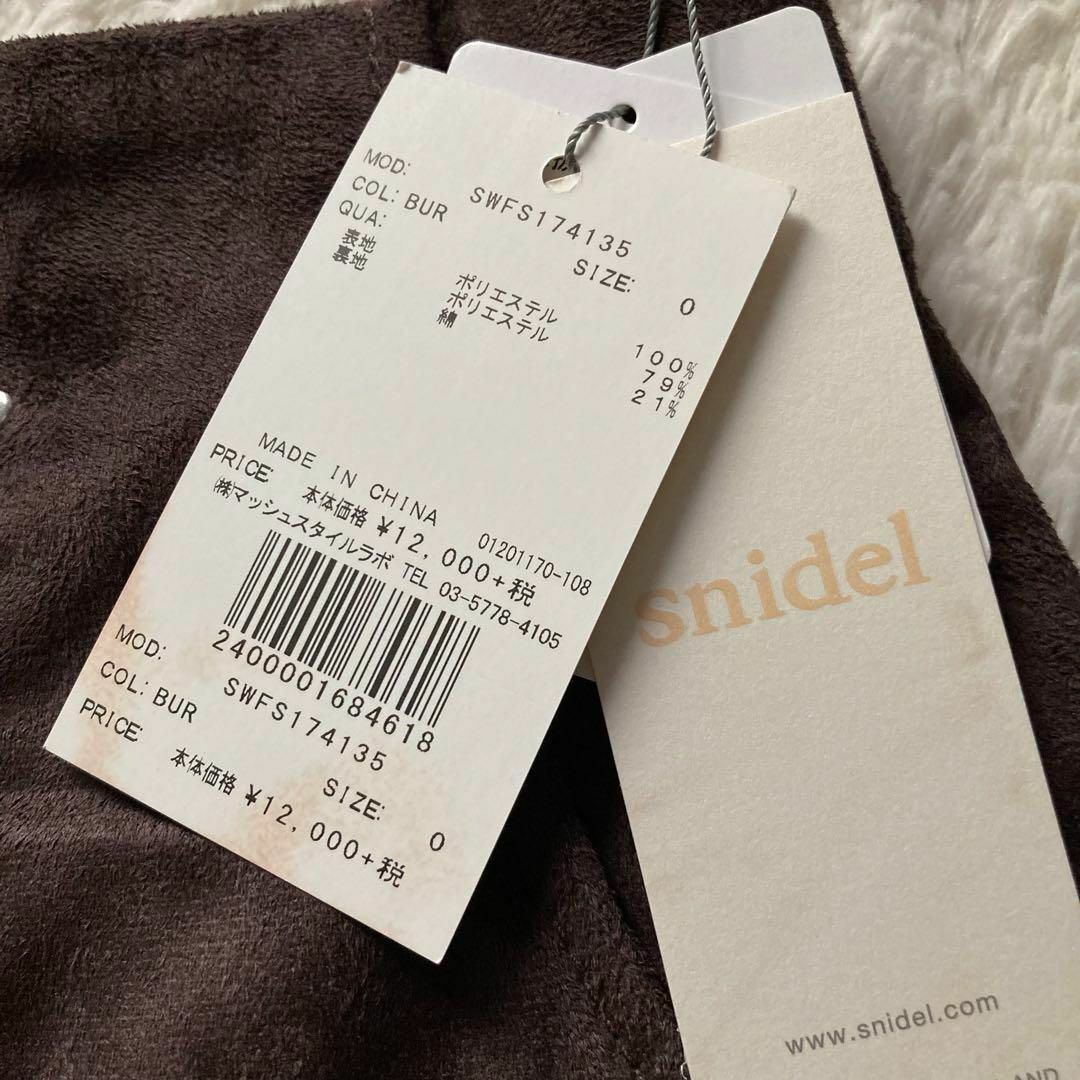 MOD: SWFS174135
COL: BUR SIZE: 0
QUA:
表地 ポリエステル 100%
裏地 ポリエステル 79%
綿 21%
MADE IN CHINA 01201170-108
PRICE: 本体価格 ¥12,000+税
㈱マッシュスタイルラボ TEL 03-5778-4105
2400001684618
MOD: SWFS174135
COL: BUR SIZE: 0
PRICE: 本体価格 ¥12,000+税
snidel
www.snidel.com
AND